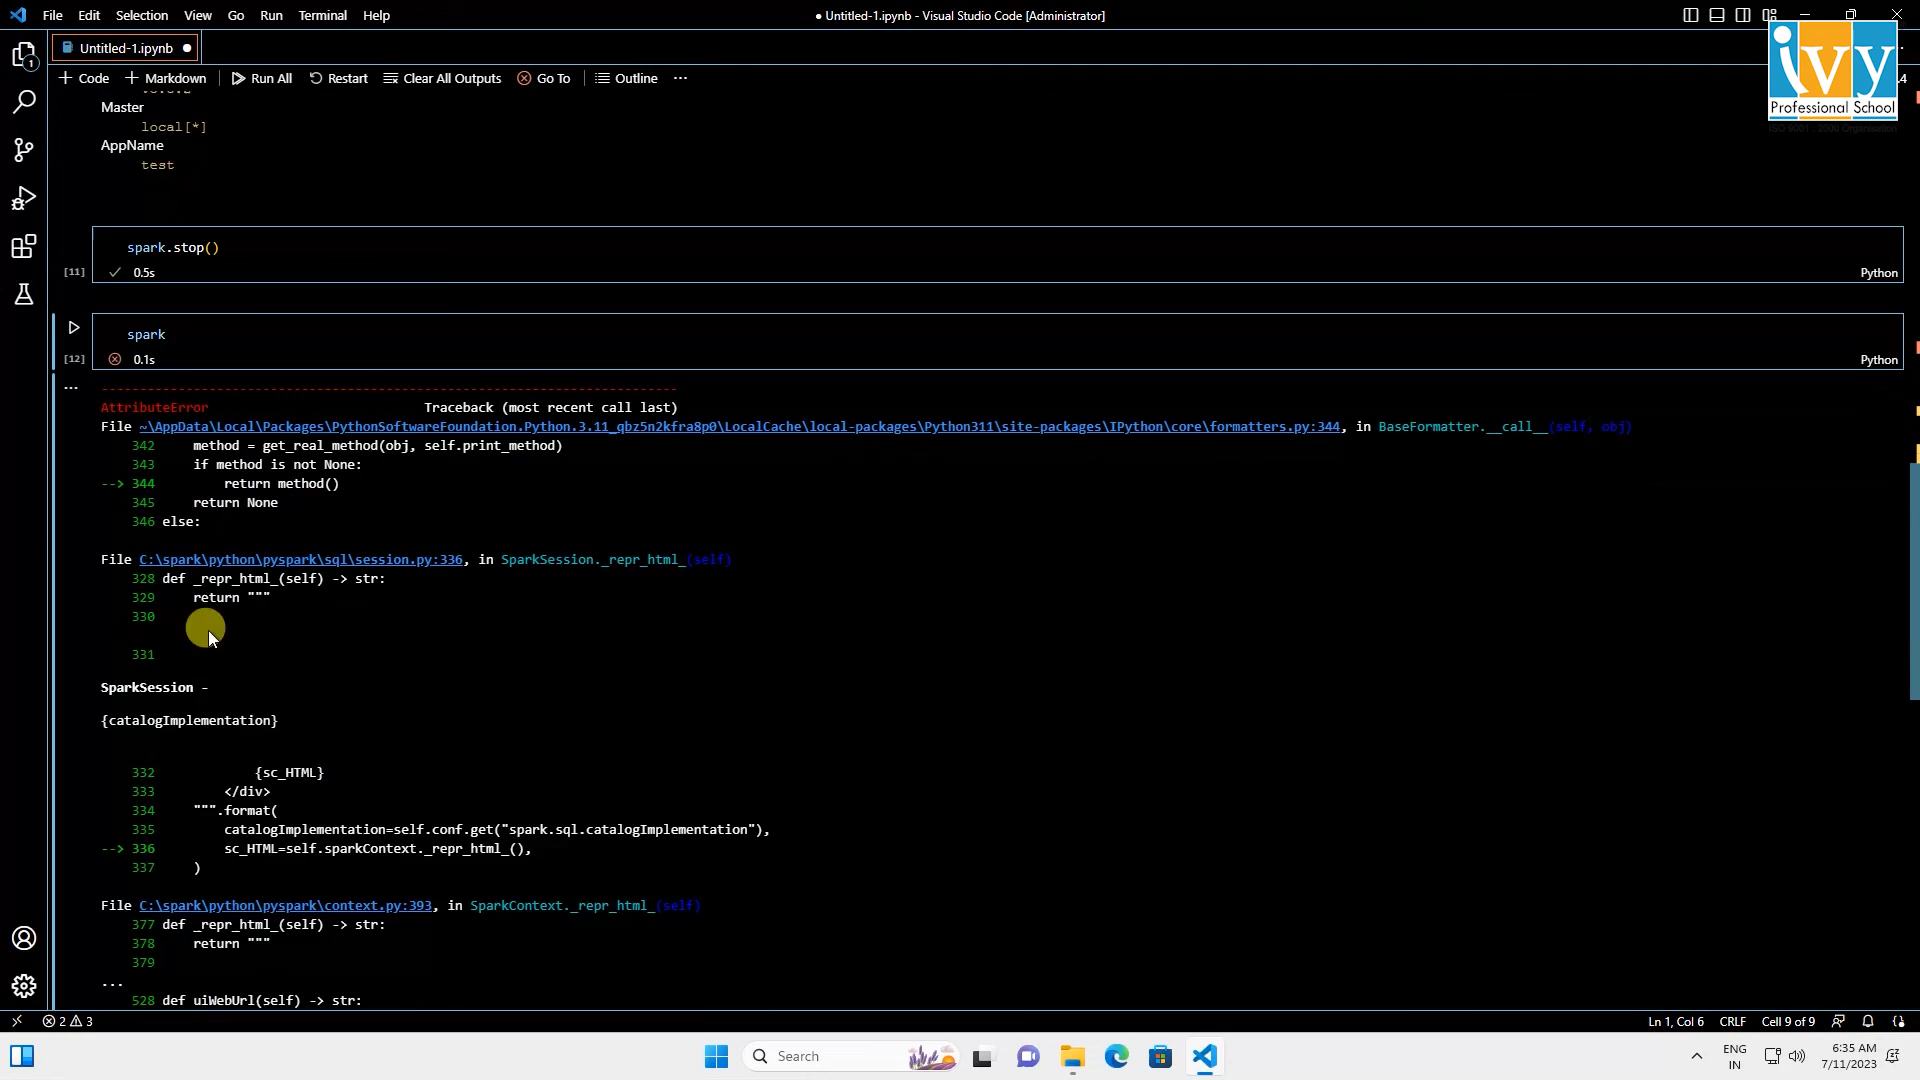 File Edit Selection View Go Run Terminal Help
● Untitled-1.ipynb - Visual Studio Code [Administrator]
Untitled-1.ipynb ●
+ Code + Markdown Run All Restart Clear All Outputs Go To Outline ...
ivy
Professional School
ISO 9001 : 2000 Organisation
Master
local[*]
AppName
test
spark.stop()
[11] 0.5s
Python
spark
[12] 0.1s
Python
...
---------------------------------------------------------------------------
AttributeError Traceback (most recent call last)
File ~\AppData\Local\Packages\PythonSoftwareFoundation.Python.3.11_qbz5n2kfra8p0\LocalCache\local-packages\Python311\site-packages\IPython\core\formatters.py:344, in BaseFormatter.__call__(self, obj)
342 method = get_real_method(obj, self.print_method)
343 if method is not None:
--> 344 return method()
345 return None
346 else:
File C:\spark\python\pyspark\sql\session.py:336, in SparkSession._repr_html_(self)
328 def _repr_html_(self) -> str:
329 return """
330
331
SparkSession -
{catalogImplementation}
332 {sc_HTML}
333 </div>
334 """.format(
335 catalogImplementation=self.conf.get("spark.sql.catalogImplementation"),
--> 336 sc_HTML=self.sparkContext._repr_html_(),
337 )
File C:\spark\python\pyspark\context.py:393, in SparkContext._repr_html_(self)
377 def _repr_html_(self) -> str:
378 return """
379
...
528 def uiWebUrl(self) -> str:
2 3
Ln 1, Col 6 CRLF Cell 9 of 9
Search
ENG
IN
6:35 AM
7/11/2023